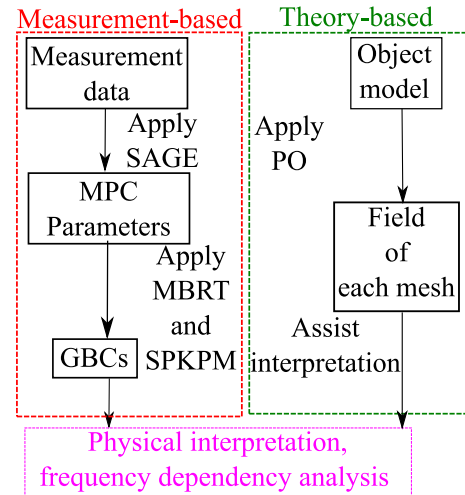 Measurement-based
Measurement
data
Apply
SAGE
MPC
Parameters
Apply
MBRT
and
SPKPM
GBCs
Theory-based
Object
model
Apply
PO
Field
of
each mesh
Assist
interpretation
Physical interpretation,
frequency dependency analysis